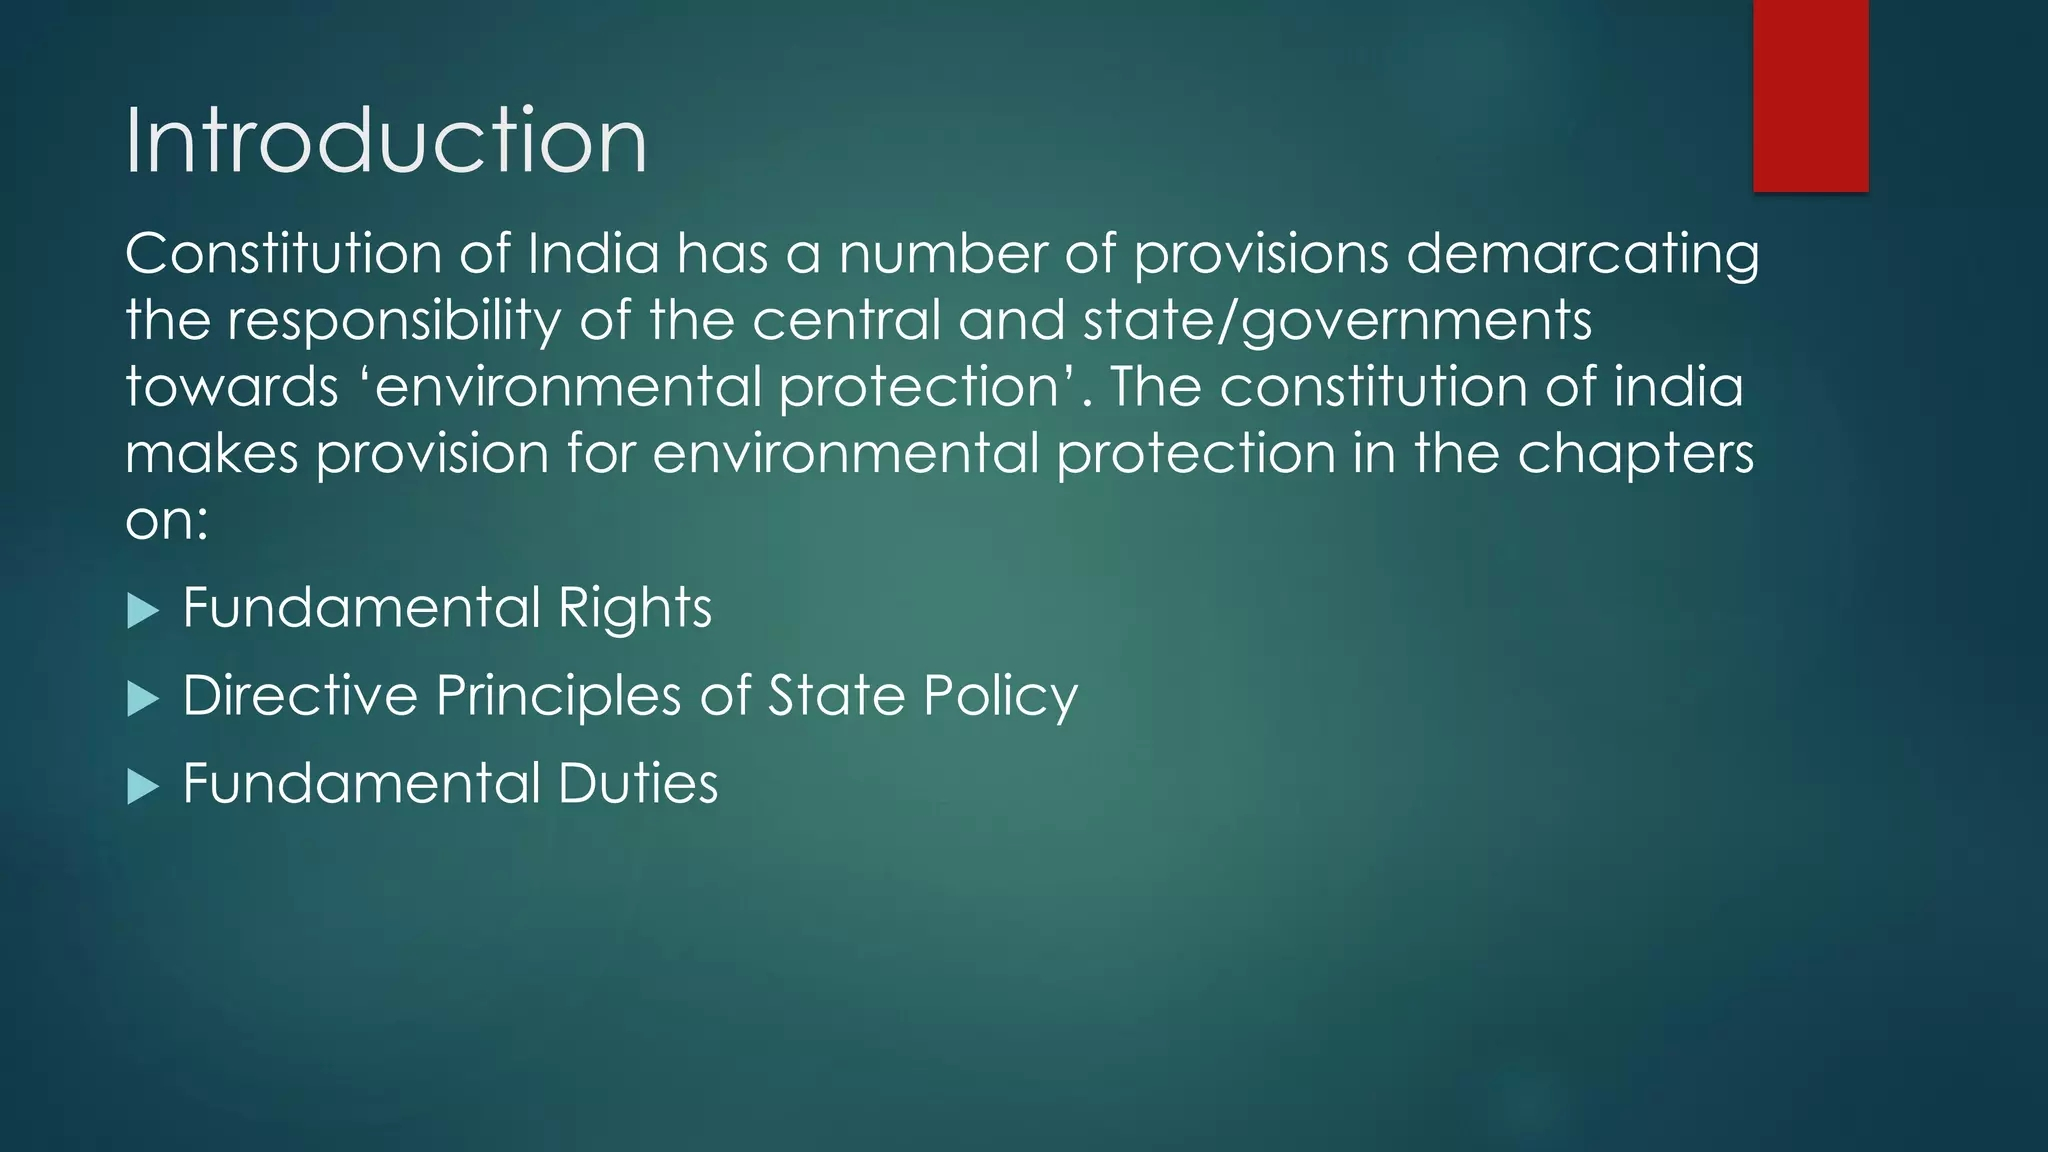 Introduction
Constitution of India has a number of provisions demarcating
the responsibility of the central and state/governments
towards ‘environmental protection’. The constitution of india
makes provision for environmental protection in the chapters
on:
Fundamental Rights
Directive Principles of State Policy
Fundamental Duties